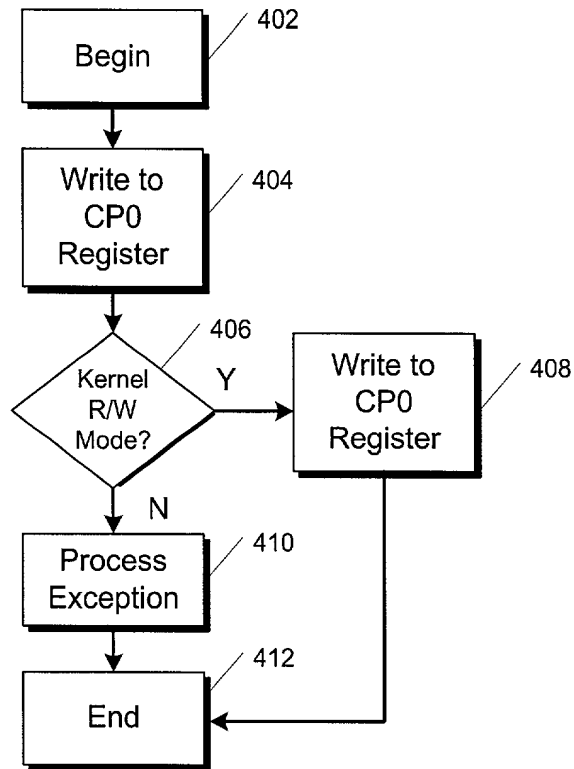 402
Begin
404
Write to
CP0
Register
406
Kernel
R/W
Mode?
Y
408
Write to
CP0
Register
N
410
Process
Exception
412
End